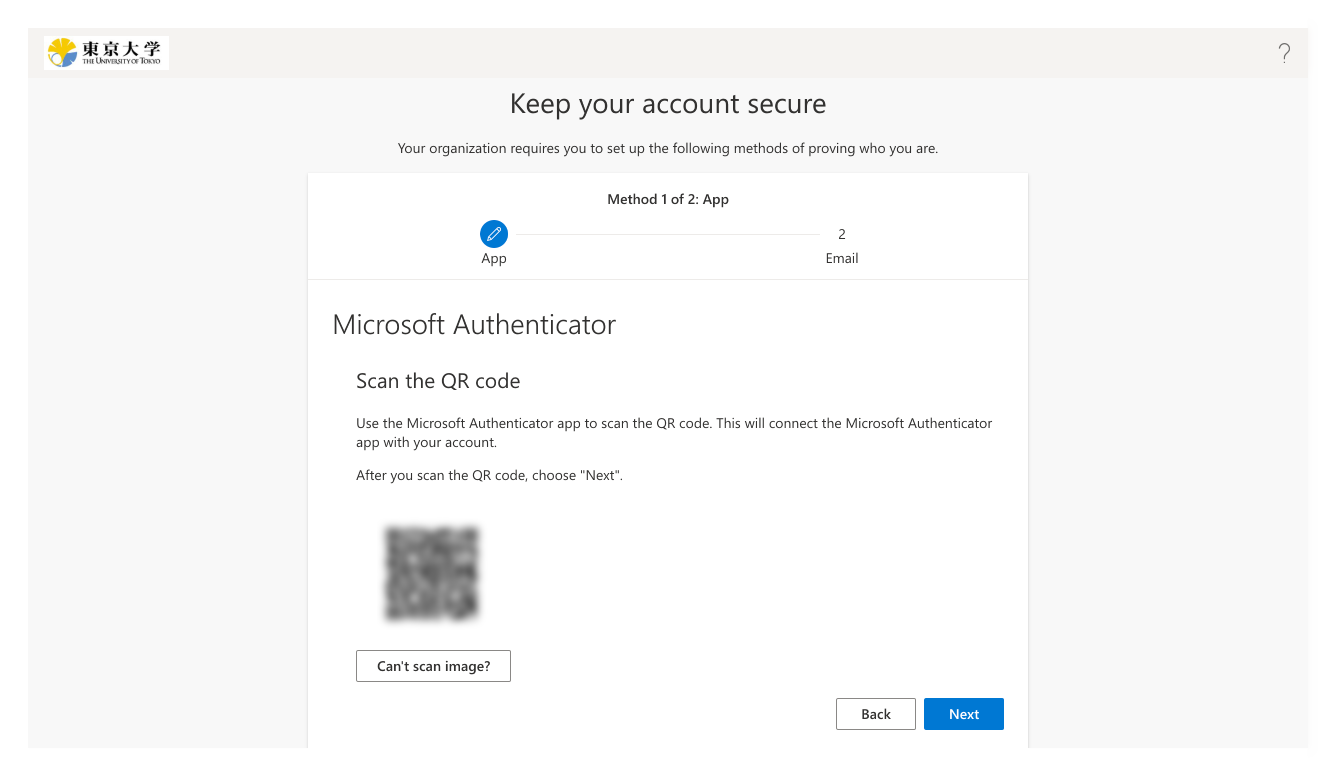 東京大学
THE UNIVERSITY OF TOKYO
?
Keep your account secure
Your organization requires you to set up the following methods of proving who you are.
Method 1 of 2: App
2
App
Email
Microsoft Authenticator
Scan the QR code
Use the Microsoft Authenticator app to scan the QR code. This will connect the Microsoft Authenticator
app with your account.
After you scan the QR code, choose "Next".
Can't scan image?
Back
Next